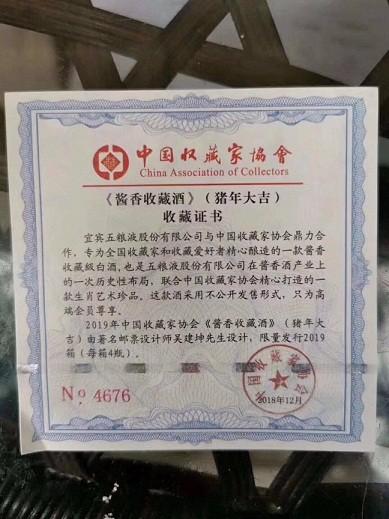 中国收藏家協會
China Association of Collectors
《酱香收藏酒》（猪年大吉）
收藏证书
宜宾五粮液股份有限公司与中国收藏家协会鼎力合
作，专为全国收藏家和收藏爱好者精心酿造的一款酱香
收藏级白酒，也是五粮液股份有限公司在酱香酒产业上
的一次历史性布局，联合中国收藏家协会精心打造的一
款生肖艺术珍品。这款酒采用不公开发售形式，只为高
端会员尊享。
2019年中国收藏家协会《酱香收藏酒》（猪年大
吉）由著名邮票设计师吴建坤先生设计，限量发行2019
箱（每箱4瓶）。
No 4676
中国收藏家协会
2018年12月